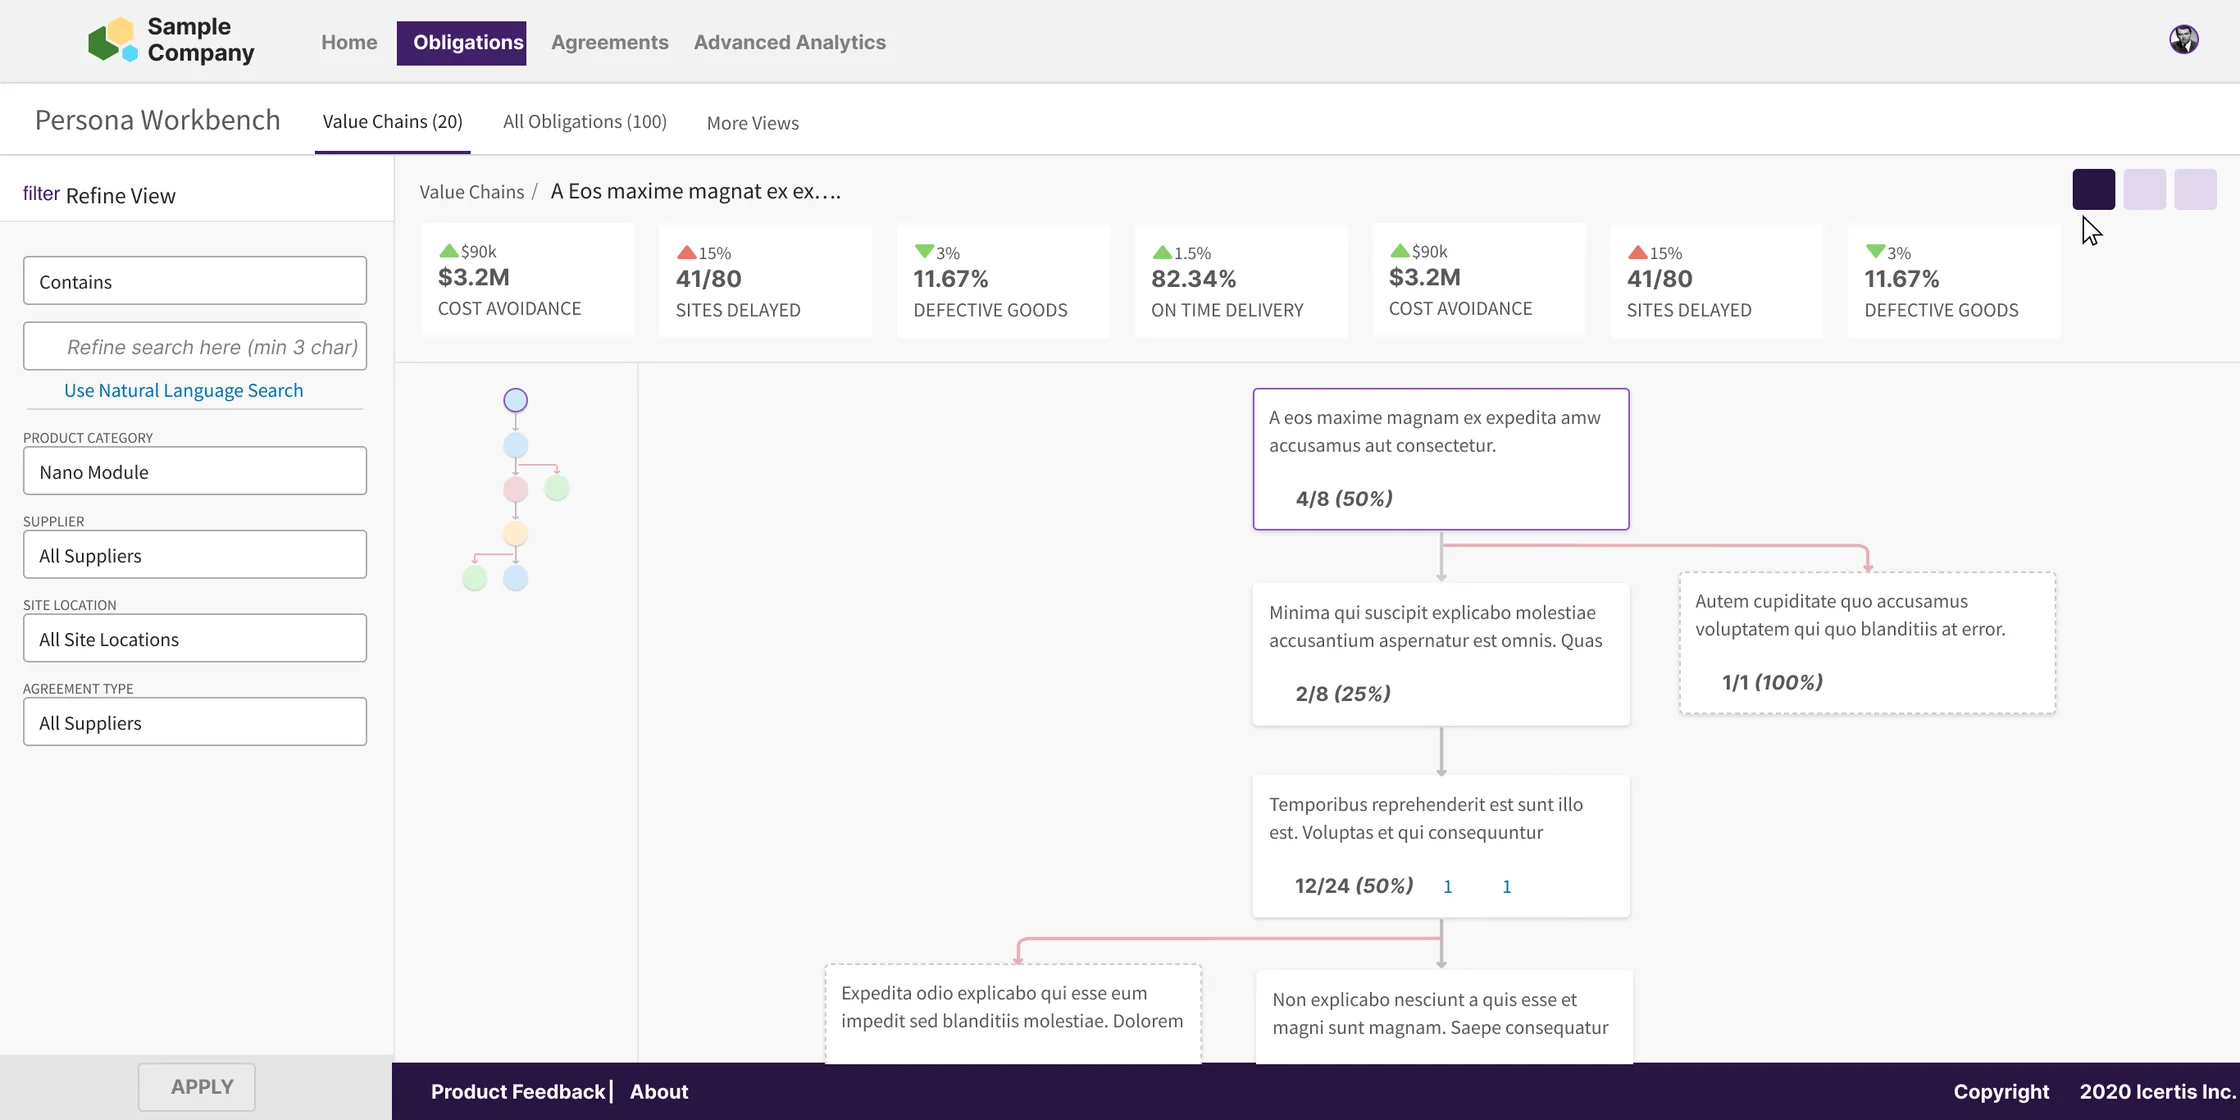 Sample
Company
Home
Obligations
Agreements
Advanced Analytics
Persona Workbench
Value Chains (20)
All Obligations (100)
More Views
filter Refine View
Contains
Refine search here (min 3 char)
Use Natural Language Search
PRODUCT CATEGORY
Nano Module
SUPPLIER
All Suppliers
SITE LOCATION
All Site Locations
AGREEMENT TYPE
All Suppliers
APPLY
Value Chains / A Eos maxime magnat ex ex....
$90k
$3.2M
COST AVOIDANCE
15%
41/80
SITES DELAYED
3%
11.67%
DEFECTIVE GOODS
1.5%
82.34%
ON TIME DELIVERY
$90k
$3.2M
COST AVOIDANCE
15%
41/80
SITES DELAYED
3%
11.67%
DEFECTIVE GOODS
A eos maxime magnam ex expedita amw
accusamus aut consectetur.
4/8 (50%)
Minima qui suscipit explicabo molestiae
accusantium aspernatur est omnis. Quas
2/8 (25%)
Autem cupiditate quo accusamus
voluptatem qui quo blanditiis at error.
1/1 (100%)
Temporibus reprehenderit est sunt illo
est. Voluptas et qui consequuntur
12/24 (50%) 1 1
Expedita odio explicabo qui esse eum
impedit sed blanditiis molestiae. Dolorem
Non explicabo nesciunt a quis esse et
magni sunt magnam. Saepe consequatur
Product Feedback| About
Copyright 2020 Icertis Inc.